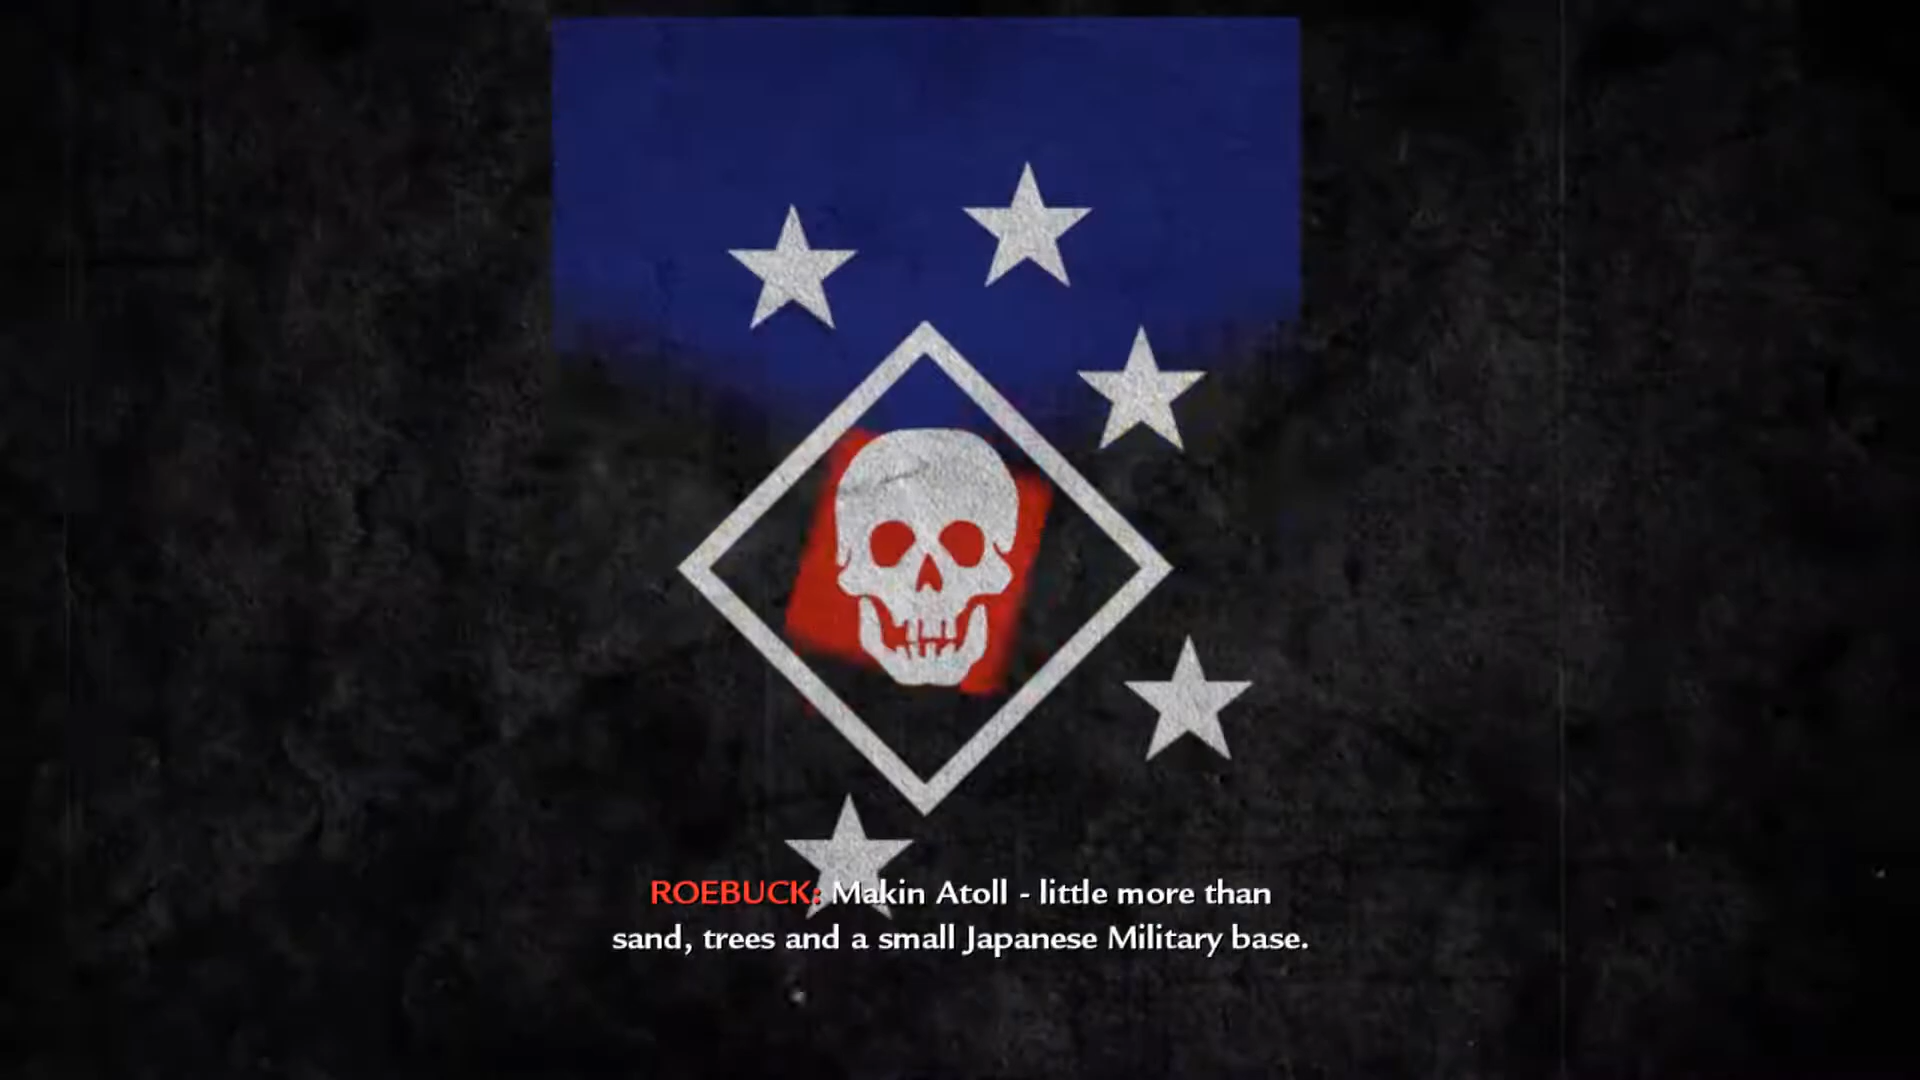 ROEBUCK: Makin Atoll - little more than
sand, trees and a small Japanese Military base.